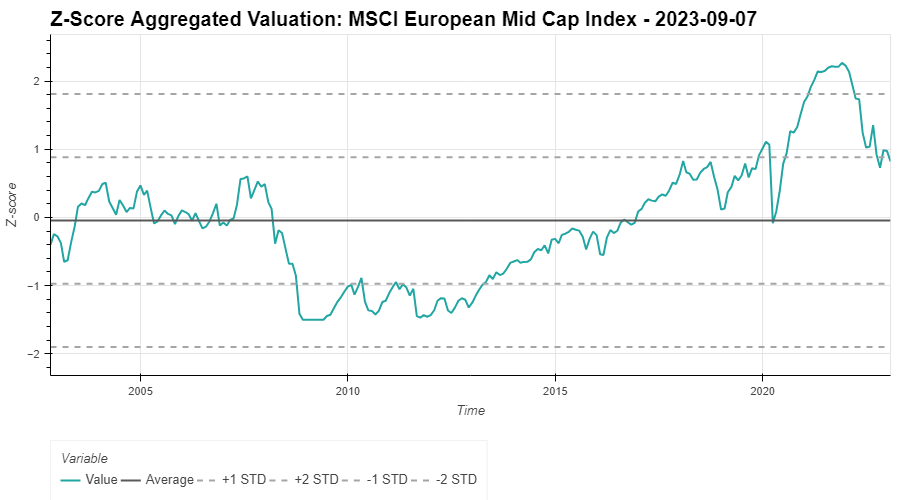 Z-Score Aggregated Valuation: MSCI European Mid Cap Index - 2023-09-07
Z-score
2
1
0
−1
−2
2005 2010 2015 2020
Time
Variable
Value Average +1 STD +2 STD -1 STD -2 STD